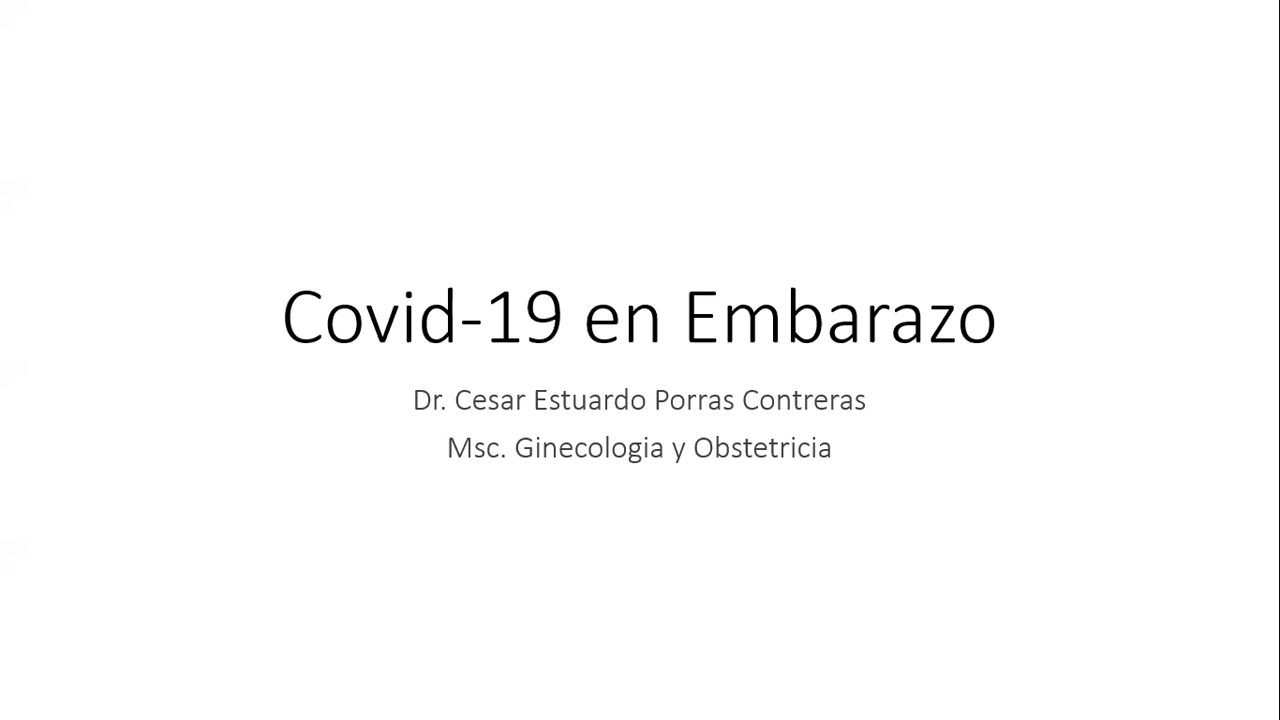 Covid-19 en Embarazo
Dr. Cesar Estuardo Porras Contreras
Msc. Ginecologia y Obstetricia